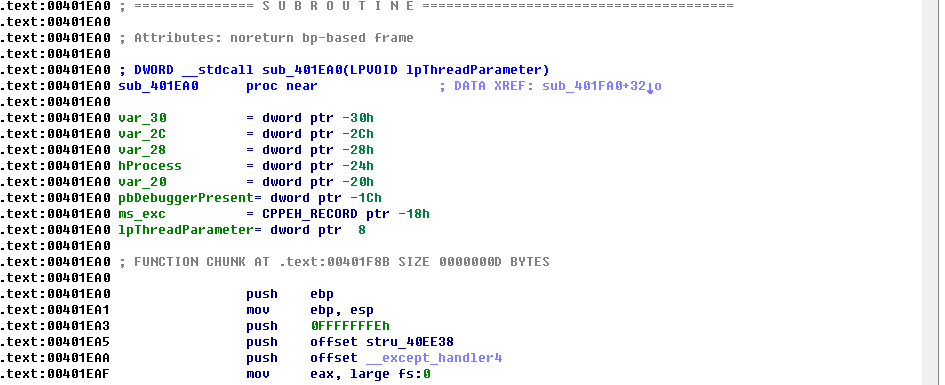 .text:00401EA0 ; =============== S U B R O U T I N E =======================================
.text:00401EA0
.text:00401EA0 ; Attributes: noreturn bp-based frame
.text:00401EA0
.text:00401EA0 ; DWORD __stdcall sub_401EA0(LPVOID lpThreadParameter)
.text:00401EA0 sub_401EA0 proc near ; DATA XREF: sub_401FA0+32↓o
.text:00401EA0
.text:00401EA0 var_30 = dword ptr -30h
.text:00401EA0 var_2C = dword ptr -2Ch
.text:00401EA0 var_28 = dword ptr -28h
.text:00401EA0 hProcess = dword ptr -24h
.text:00401EA0 var_20 = dword ptr -20h
.text:00401EA0 pbDebuggerPresent= dword ptr -1Ch
.text:00401EA0 ms_exc = CPPEH_RECORD ptr -18h
.text:00401EA0 lpThreadParameter= dword ptr 8
.text:00401EA0
.text:00401EA0 ; FUNCTION CHUNK AT .text:00401F8B SIZE 0000000D BYTES
.text:00401EA0
.text:00401EA0 push ebp
.text:00401EA1 mov ebp, esp
.text:00401EA3 push 0FFFFFFFEh
.text:00401EA5 push offset stru_40EE38
.text:00401EAA push offset __except_handler4
.text:00401EAF mov eax, large fs:0